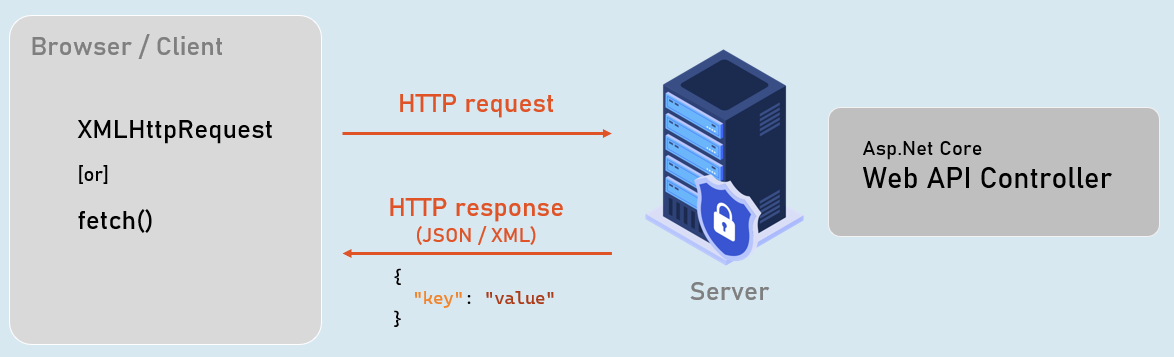 Browser / Client
XMLHttpRequest
[or]
fetch()
HTTP request
HTTP response
(JSON / XML)
{
"key": "value"
}
Server
Asp.Net Core
Web API Controller